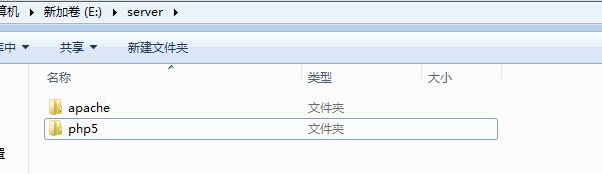 算机 ▸ 新加卷 (E:) ▸ server ▸
库中 ▾ 共享 ▾ 新建文件夹
名称 类型 大小
apache 文件夹
php5 文件夹
置